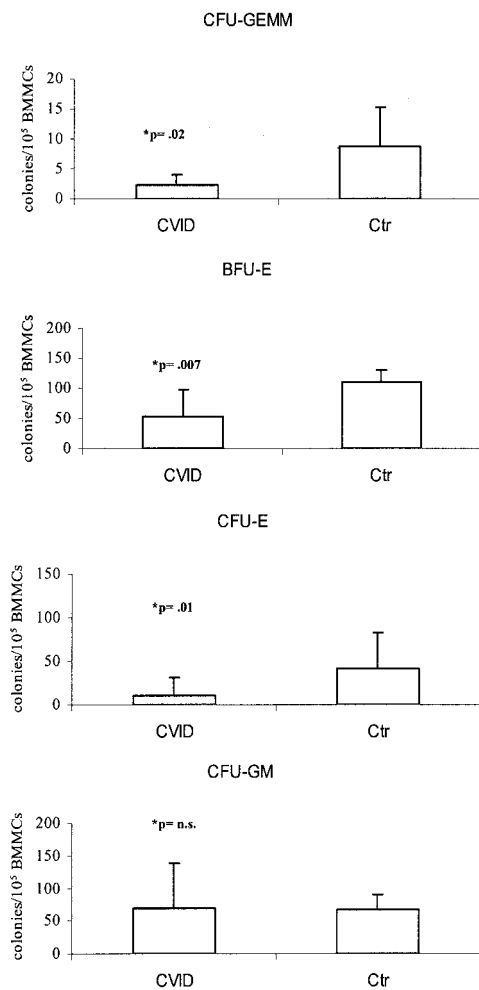 CFU-GEMM
colonies/10⁵ BMMCs
20
15
10
5
0
*p= .02
CVID
Ctr
BFU-E
colonies/10⁵ BMMCs
200
150
100
50
0
*p= .007
CVID
Ctr
CFU-E
colonies/10⁵ BMMCs
150
100
50
0
*p= .01
CVID
Ctr
CFU-GM
colonies/10⁵ BMMCs
200
150
100
50
0
*p= n.s.
CVID
Ctr